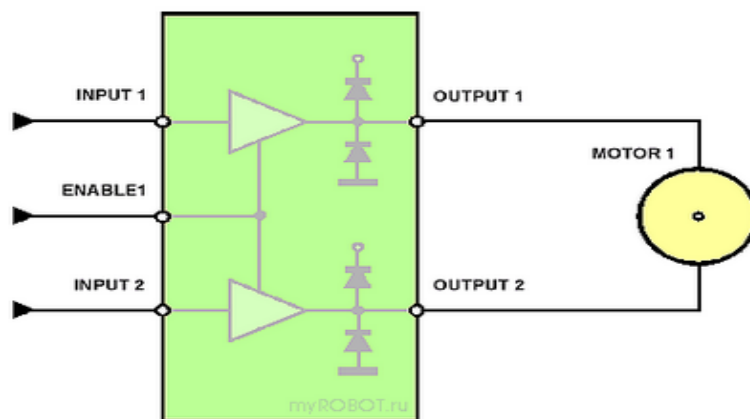 INPUT 1
OUTPUT 1
MOTOR 1
ENABLE1
INPUT 2
OUTPUT 2
myROBOT.ru